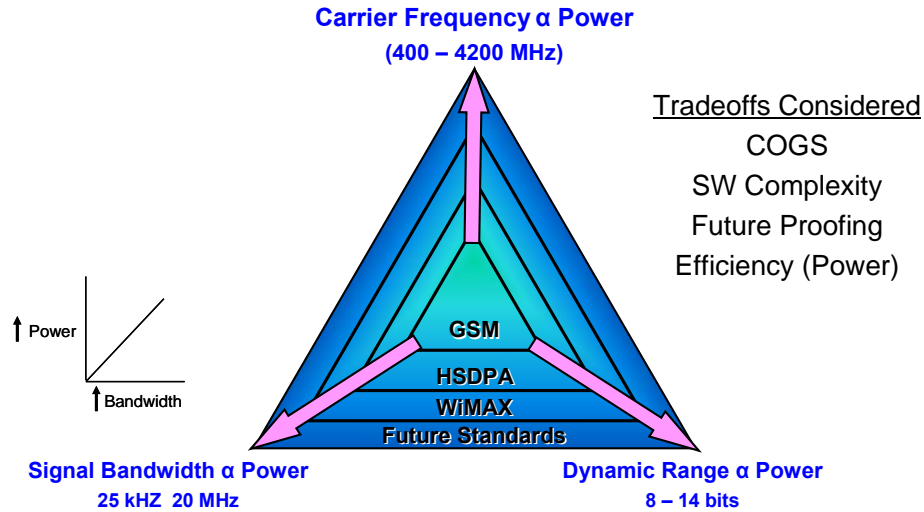 Carrier Frequency α Power
(400 – 4200 MHz)
Tradeoffs Considered
COGS
SW Complexity
Future Proofing
Efficiency (Power)
Power
Bandwidth
GSM
HSDPA
WiMAX
Future Standards
Signal Bandwidth α Power
25 kHZ 20 MHz
Dynamic Range α Power
8 – 14 bits